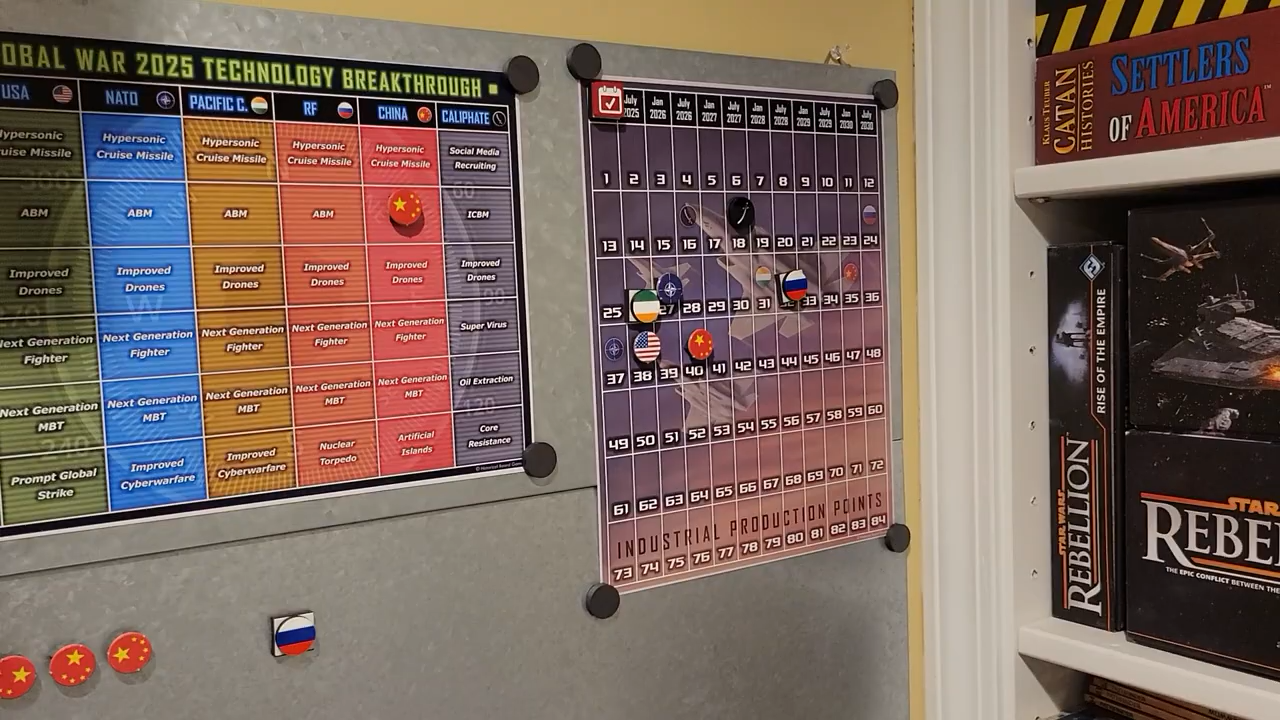 OBAL WAR 2025 TECHNOLOGY BREAKTHROUGH
USA NATO PACIFIC C. RF CHINA CALIPHATE
Hypersonic Cruise Missile
Hypersonic Cruise Missile
Hypersonic Cruise Missile
Hypersonic Cruise Missile
Hypersonic Cruise Missile
Social Media Recruiting
ABM ABM ABM ABM ICBM
Improved Drones
Improved Drones
Improved Drones
Improved Drones
Improved Drones
Improved Drones
Next Generation Fighter
Next Generation Fighter
Next Generation Fighter
Next Generation Fighter
Next Generation Fighter
Super Virus
Next Generation MBT
Next Generation MBT
Next Generation MBT
Next Generation MBT
Next Generation MBT
Oil Extraction
Prompt Global Strike
Improved Cyberwarfare
Improved Cyberwarfare
Nuclear Torpedo
Artificial Islands
Core Resistance
July 2025 Jan 2026 July 2026 Jan 2027 July 2027 Jan 2028 July 2028 Jan 2029 July 2029 Jan 2030 July 2030
1 2 3 4 5 6 7 8 9 10 11 12
13 14 15 16 17 18 19 20 21 22 23 24
25 27 28 29 30 31 33 34 35 36
37 38 39 40 41 42 43 44 45 46 47 48
49 50 51 52 53 54 55 56 57 58 59 60
61 62 63 64 65 66 67 68 69 70 71 72
INDUSTRIAL PRODUCTION POINTS
73 74 75 76 77 78 79 80 81 82 83 84
KLAUS TEUBER
CATAN
HISTORIES
SETTLERS
OF AMERICA
STAR WARS
REBELLION
RISE OF THE EMPIRE
STAR
REBE
THE EPIC CONFLICT BETWEEN THE